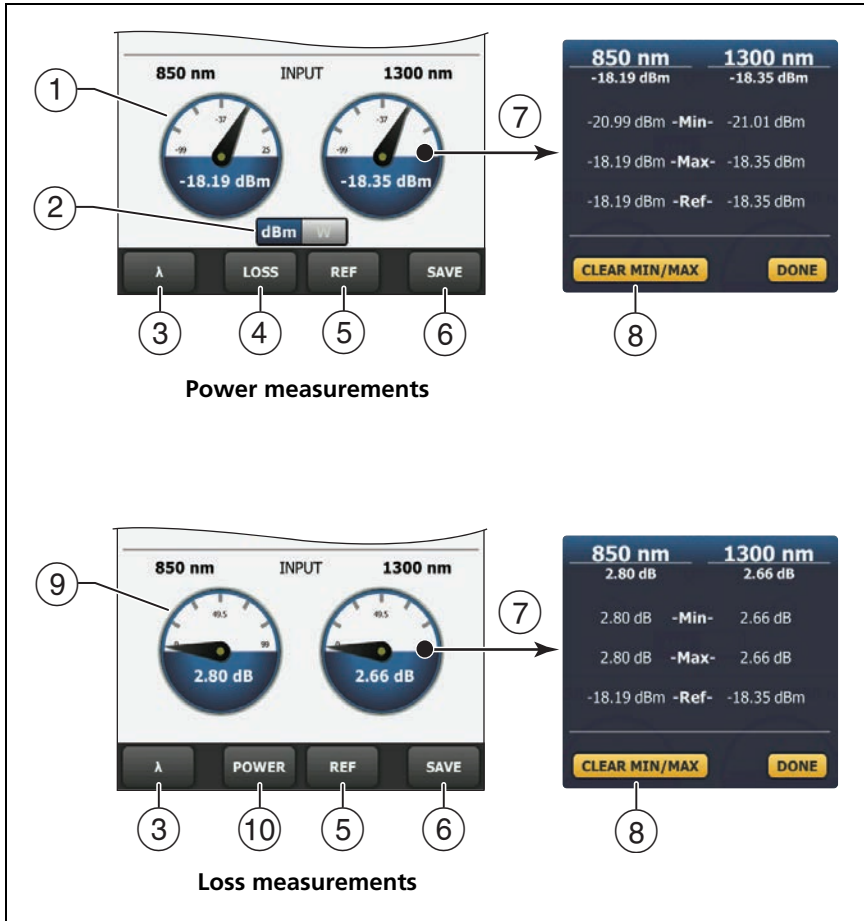 850 nm INPUT 1300 nm
1
-37 -37
-99 25 -99
-18.19 dBm -18.35 dBm
2
dBm W
λ LOSS REF SAVE
3 4 5 6
Power measurements
7
850 nm 1300 nm
-18.19 dBm -18.35 dBm
-20.99 dBm -Min- -21.01 dBm
-18.19 dBm -Max- -18.35 dBm
-18.19 dBm -Ref- -18.35 dBm
CLEAR MIN/MAX DONE
8
850 nm INPUT 1300 nm
9
49.5 49.5
0 99 0
2.80 dB 2.66 dB
λ POWER REF SAVE
3 10 5 6
Loss measurements
7
850 nm 1300 nm
2.80 dB 2.66 dB
2.80 dB -Min- 2.66 dB
2.80 dB -Max- 2.66 dB
-18.19 dBm -Ref- -18.35 dBm
CLEAR MIN/MAX DONE
8